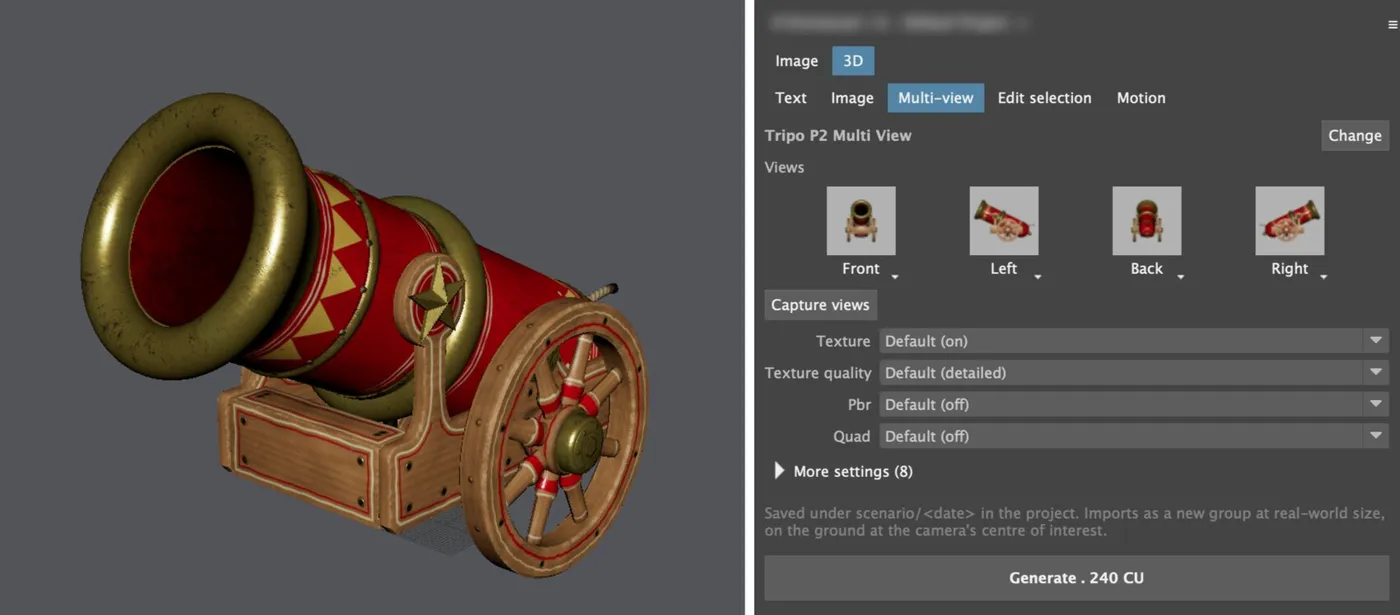 Image 3D
Text Image Multi-view Edit selection Motion
Tripo P2 Multi View Change
Views
Front Left Back Right
Capture views
Texture Default (on)
Texture quality Default (detailed)
Pbr Default (off)
Quad Default (off)
More settings (8)
Saved under scenario/<date> in the project. Imports as a new group at real-world size,
on the ground at the camera's centre of interest.
Generate . 240 CU